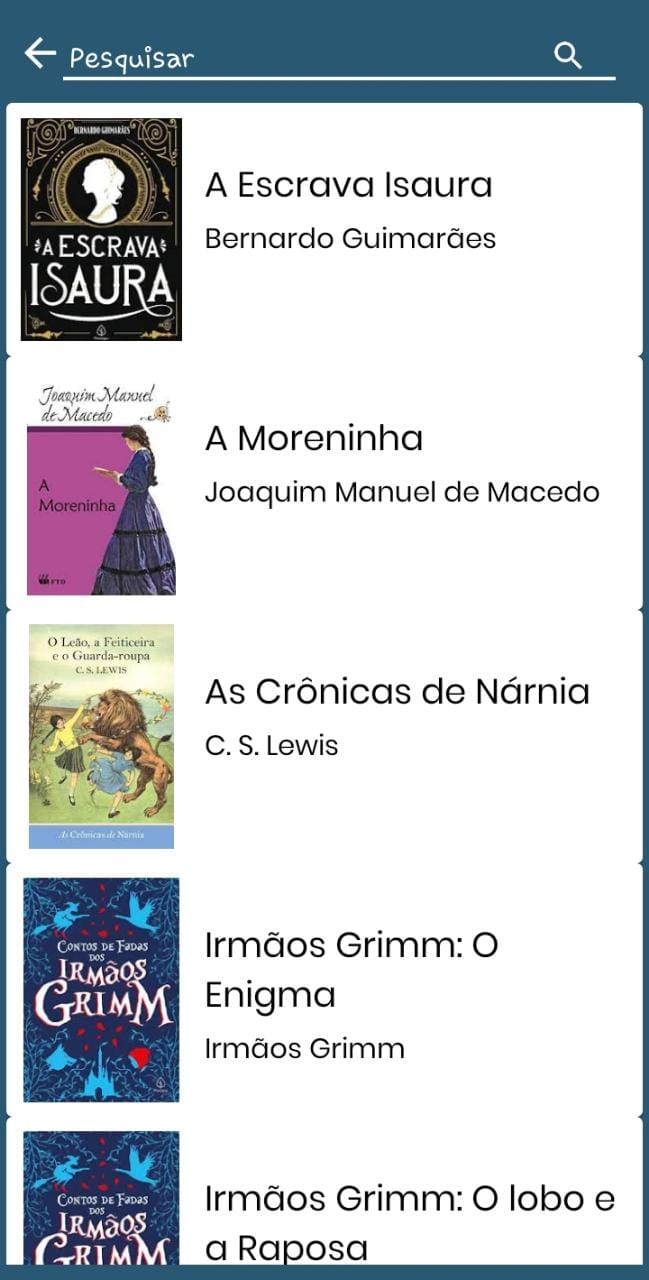 Pesquisar
BERNARDO GUIMARÃES
A ESCRAVA
ISAURA
A Escrava Isaura
Bernardo Guimarães
Joaquim Manuel
de Macedo
A
Moreninha
FTD
A Moreninha
Joaquim Manuel de Macedo
O Leão, a Feiticeira
e o Guarda-roupa
C. S. LEWIS
As Crônicas de Nárnia
As Crônicas de Nárnia
C. S. Lewis
CONTOS DE FADAS
DOS
IRMÃOS
GRIMM
Irmãos Grimm: O
Enigma
Irmãos Grimm
CONTOS DE FADAS
DOS
IRMÃOS
GRIMM
Irmãos Grimm: O lobo e
a Raposa